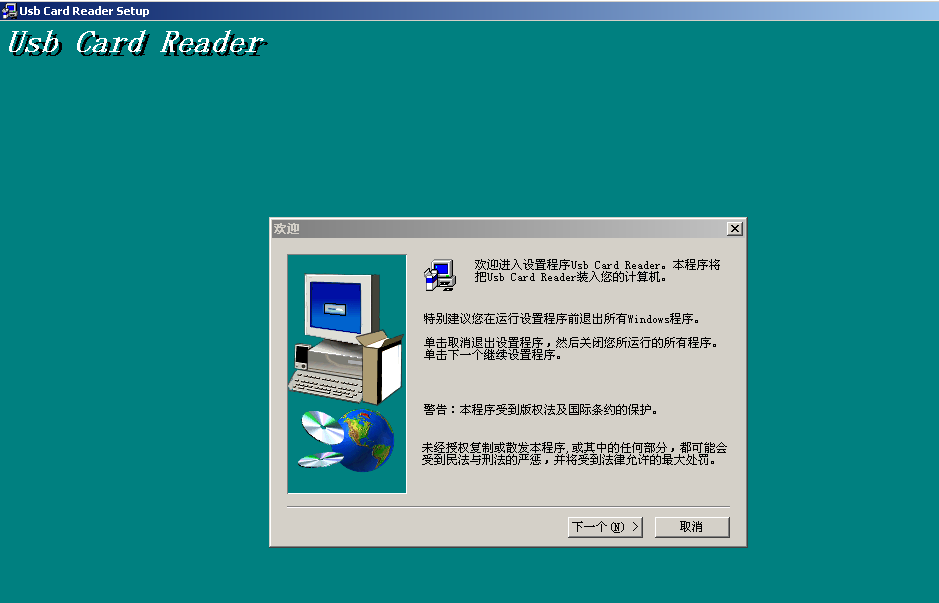 Usb Card Reader Setup
Usb Card Reader
欢迎
欢迎进入设置程序Usb Card Reader。本程序将
把Usb Card Reader装入您的计算机。
特别建议您在运行设置程序前退出所有Windows程序。
单击取消退出设置程序，然后关闭您所运行的所有程序。
单击下一个继续设置程序。
警告：本程序受到版权法及国际条约的保护。
未经授权复制或散发本程序,或其中的任何部分，都可能会
受到民法与刑法的严惩，并将受到法律允许的最大处罚。
下一个(N) >
取消